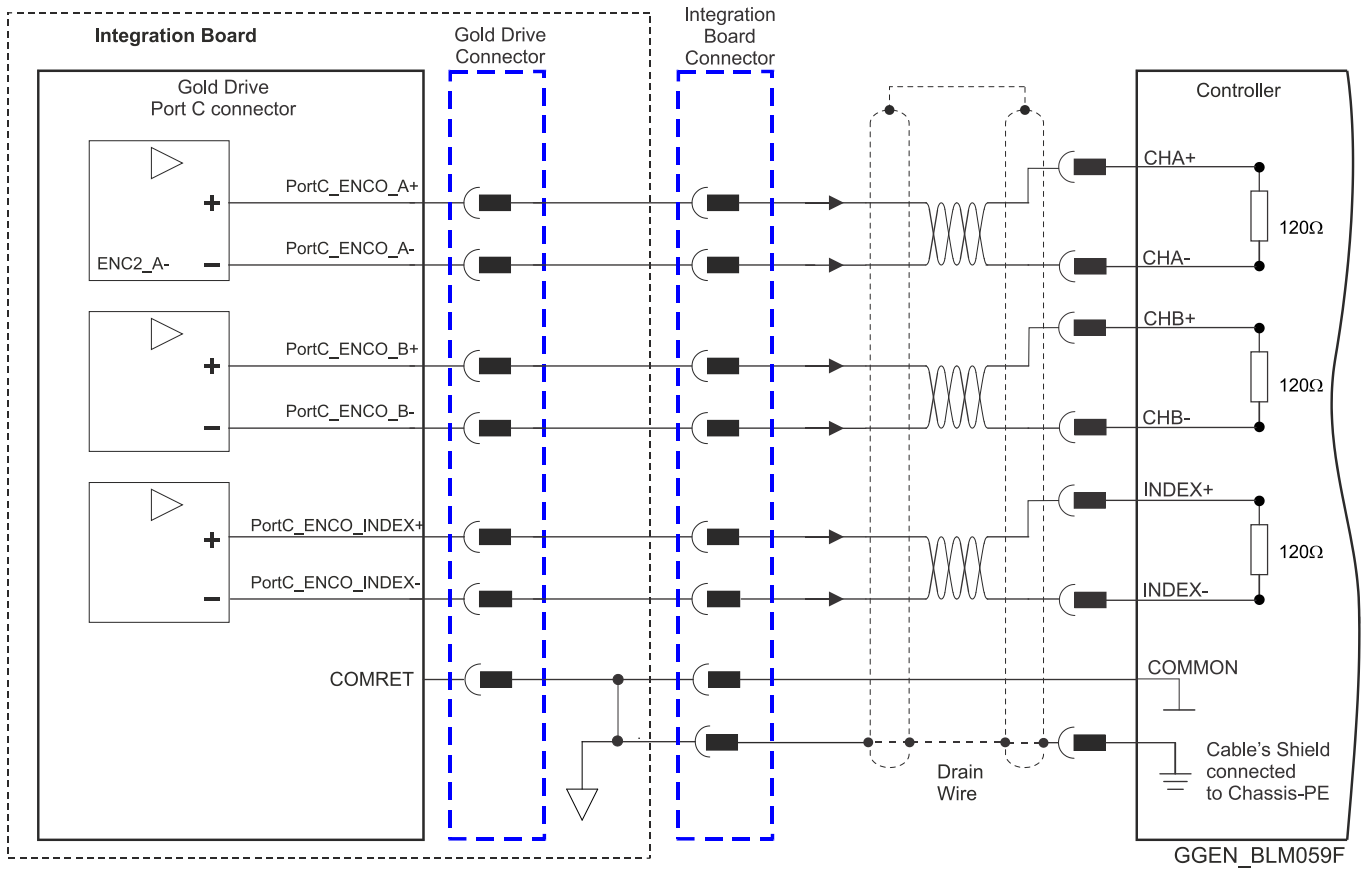 Integration Board
Gold Drive
Connector
Integration
Board
Connector
Gold Drive
Port C connector
Controller
PortC_ENCO_A+
+
PortC_ENCO_A-
ENC2_A-
−
CHA+
120Ω
CHA-
PortC_ENCO_B+
+
PortC_ENCO_B-
−
CHB+
120Ω
CHB-
PortC_ENCO_INDEX+
+
PortC_ENCO_INDEX-
−
INDEX+
120Ω
INDEX-
COMRET
COMMON
Drain
Wire
Cable's Shield
connected
to Chassis-PE
GGEN_BLM059F